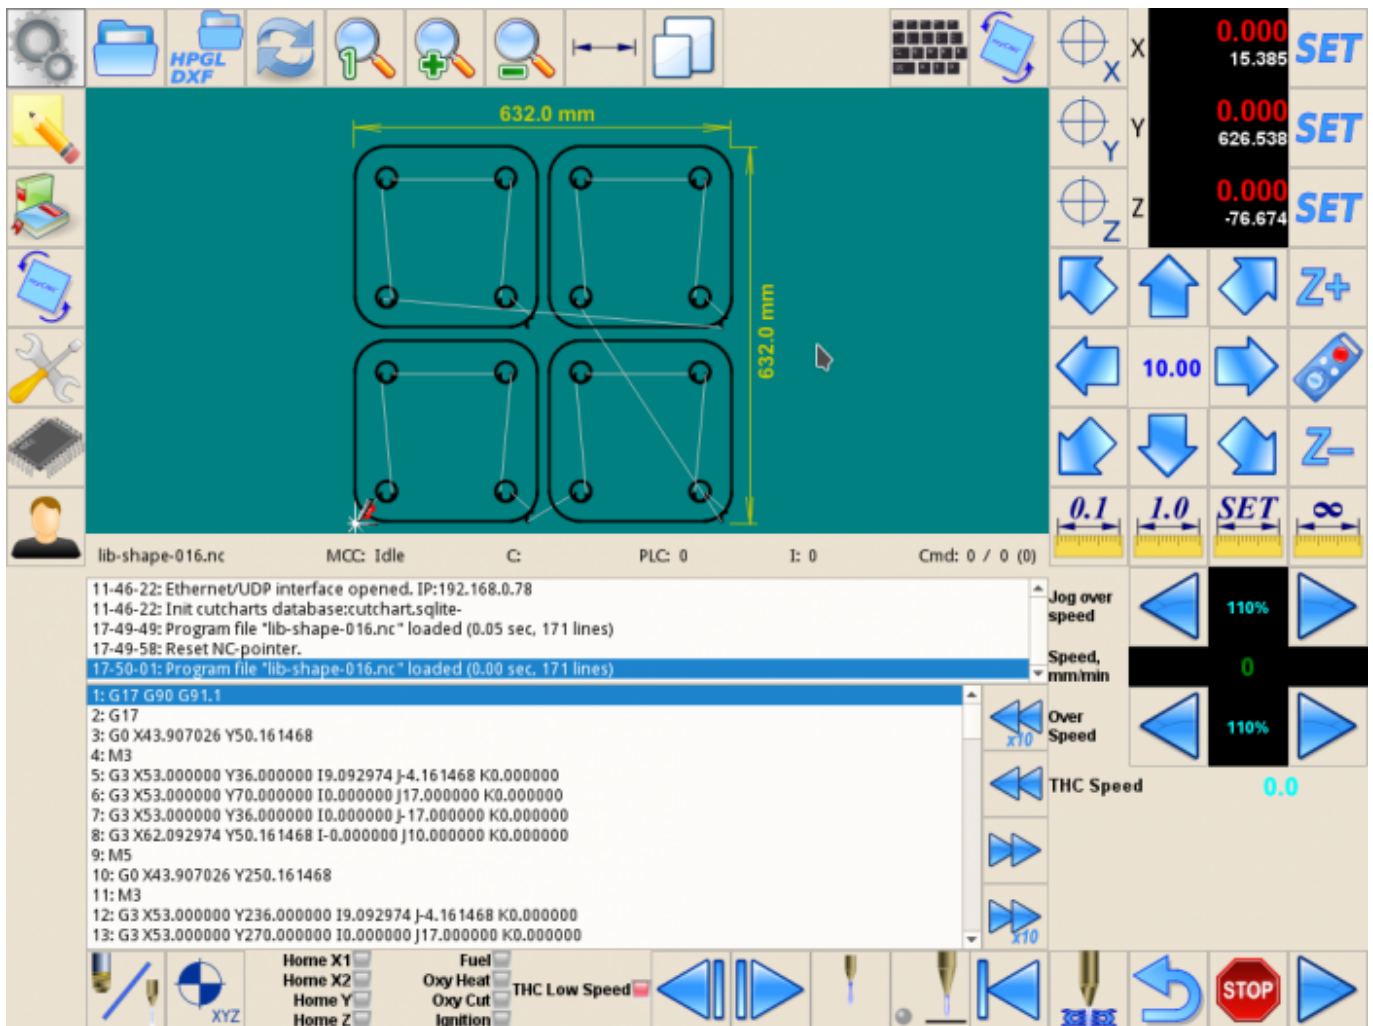 HPGL
DXF
1
X
X
0.000
15.385
SET
Y
Y
0.000
626.538
SET
Z
Z
0.000
-76.674
SET
myCNC
myCNC
632.0 mm
632.0 mm
Z+
10.00
Z-
0.1
1.0
SET
∞
lib-shape-016.nc
MCC: Idle
C:
PLC: 0
I: 0
Cmd: 0 / 0 (0)
11-46-22: Ethernet/UDP interface opened. IP:192.168.0.78
11-46-22: Init cutcharts database:cutchart.sqlite-
17-49-49: Program file "lib-shape-016.nc" loaded (0.05 sec, 171 lines)
17-49-58: Reset NC-pointer.
17-50-01: Program file "lib-shape-016.nc" loaded (0.00 sec, 171 lines)
1: G17 G90 G91.1
2: G17
3: G0 X43.907026 Y50.161468
4: M3
5: G3 X53.000000 Y36.000000 I9.092974 J-4.161468 K0.000000
6: G3 X53.000000 Y70.000000 I0.000000 J17.000000 K0.000000
7: G3 X53.000000 Y36.000000 I0.000000 J-17.000000 K0.000000
8: G3 X62.092974 Y50.161468 I-0.000000 J10.000000 K0.000000
9: M5
10: G0 X43.907026 Y250.161468
11: M3
12: G3 X53.000000 Y236.000000 I9.092974 J-4.161468 K0.000000
13: G3 X53.000000 Y270.000000 I0.000000 J17.000000 K0.000000
x10
x10
Jog over
speed
110%
Speed,
mm/min
0
Over
Speed
110%
THC Speed
0.0
XYZ
Home X1
Home X2
Home Y
Home Z
Fuel
Oxy Heat
Oxy Cut
Ignition
THC Low Speed
STOP